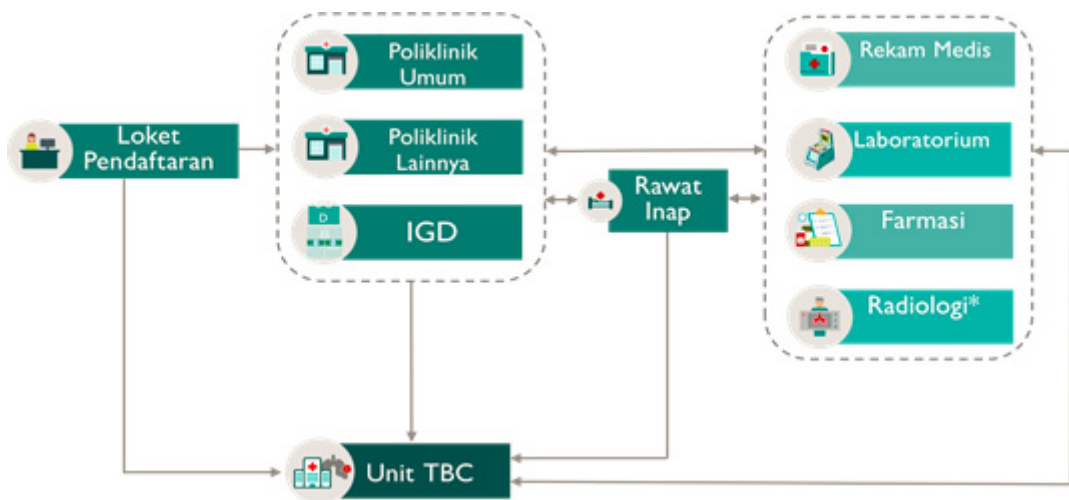 Loket
Pendaftaran
Poliklinik
Umum
Poliklinik
Lainnya
D
IGD
Rawat
Inap
Rekam Medis
Laboratorium
Farmasi
Radiologi*
Unit TBC